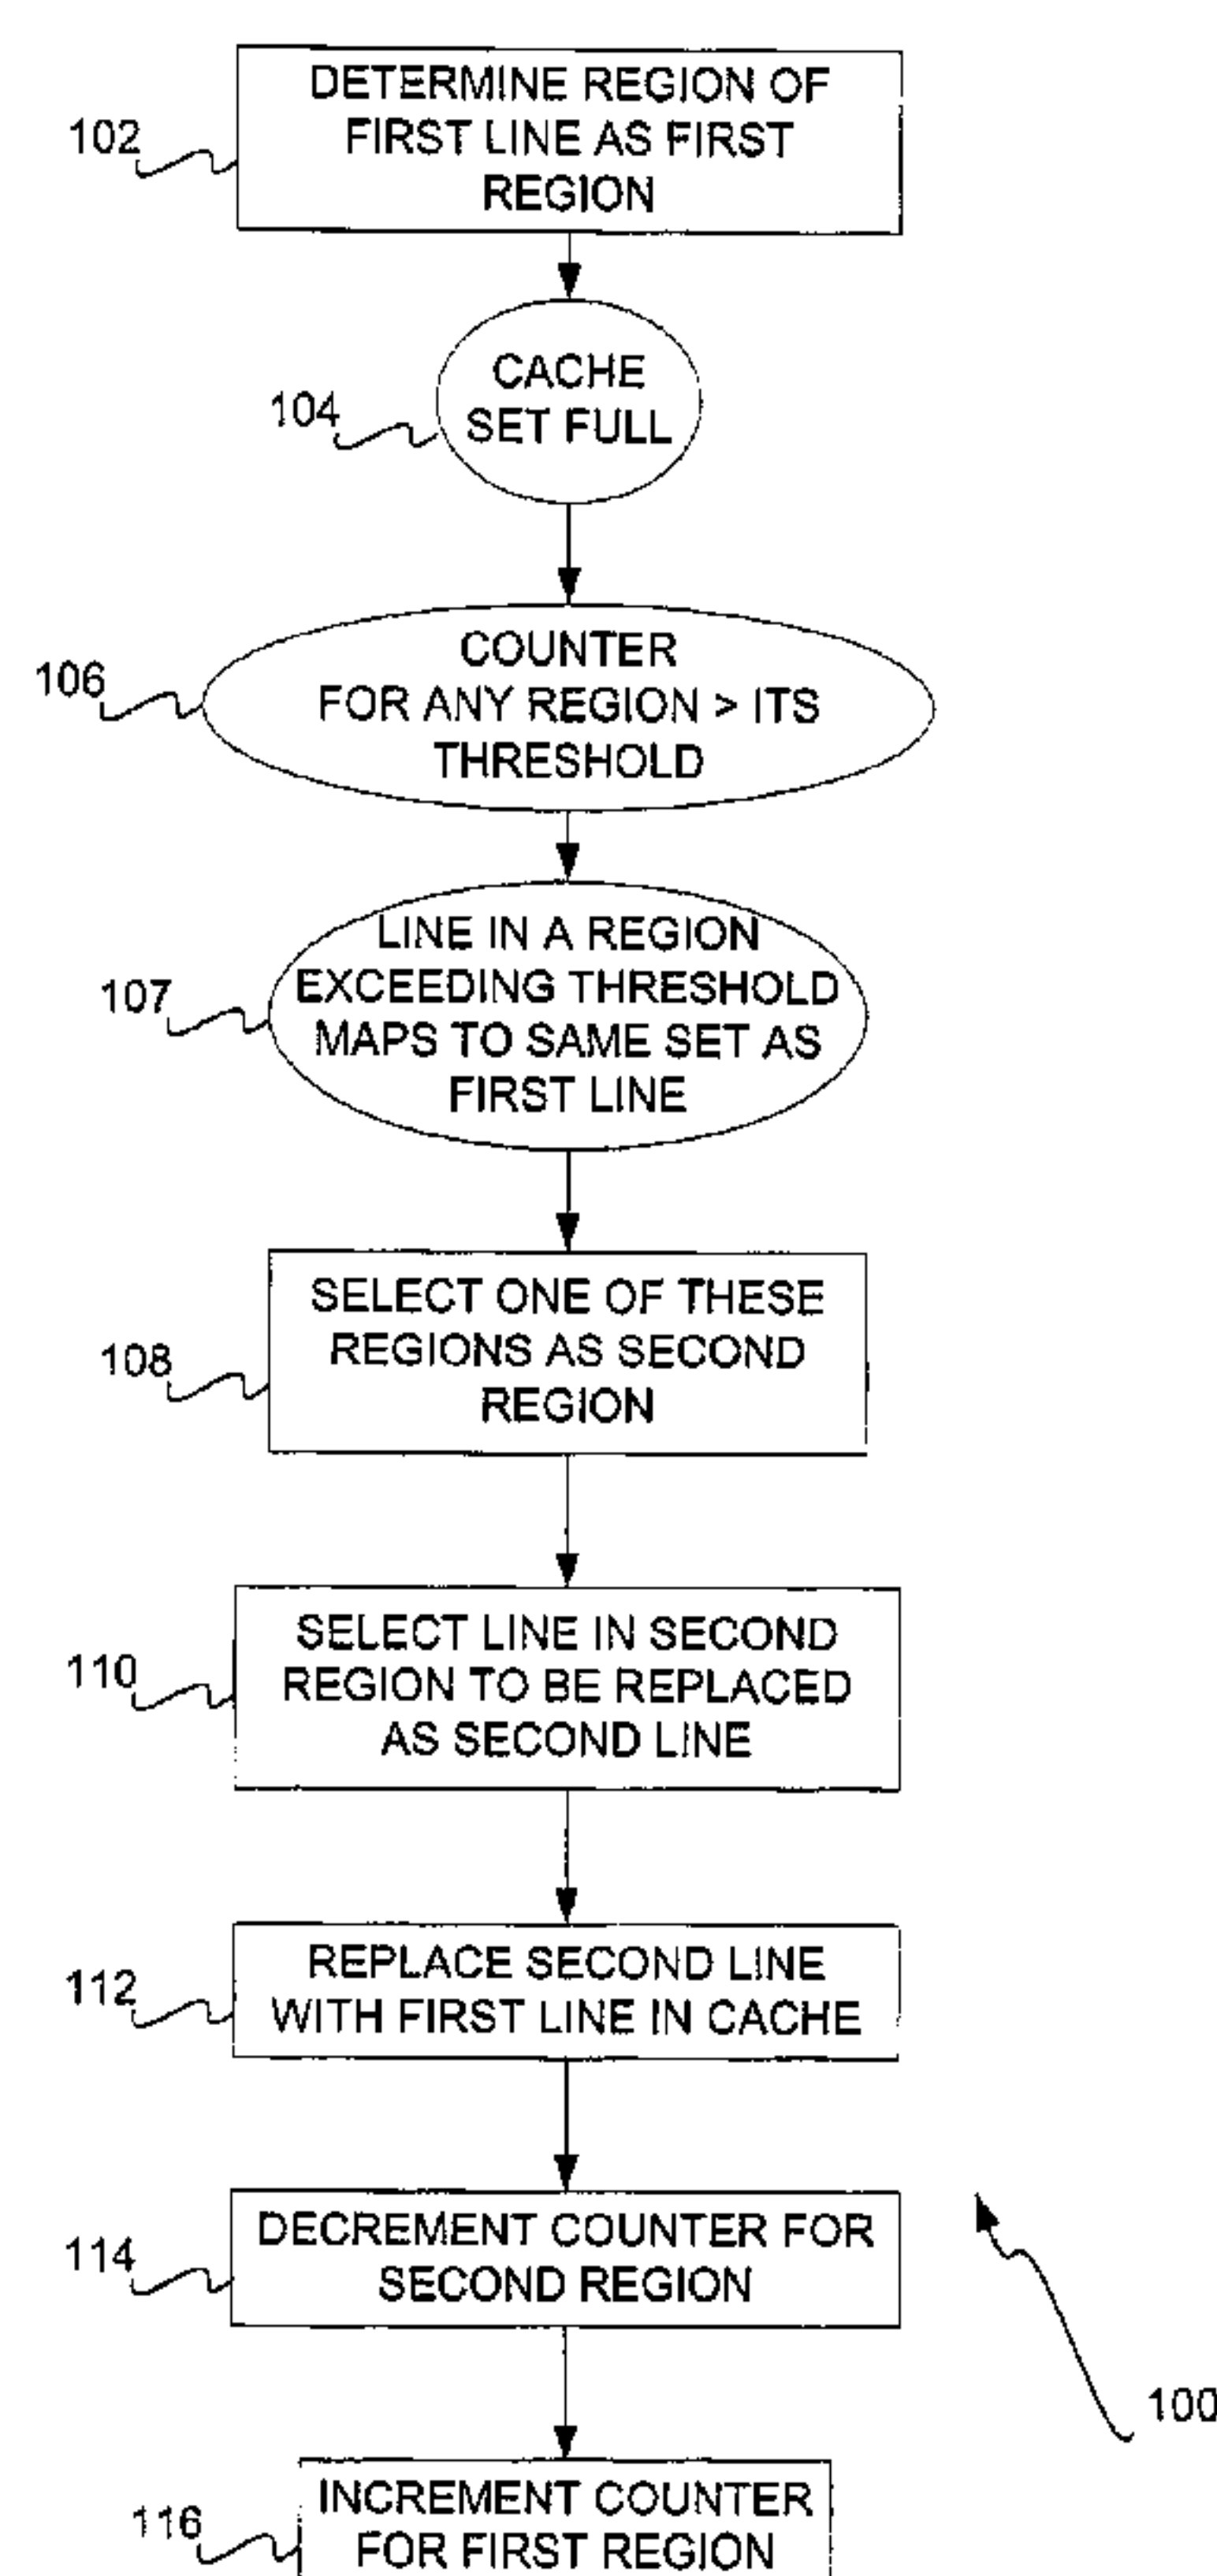 DETERMINE REGION OF
FIRST LINE AS FIRST
REGION
102
CACHE
SET FULL
104
COUNTER
FOR ANY REGION > ITS
THRESHOLD
106
LINE IN A REGION
EXCEEDING THRESHOLD
MAPS TO SAME SET AS
FIRST LINE
107
SELECT ONE OF THESE
REGIONS AS SECOND
REGION
108
SELECT LINE IN SECOND
REGION TO BE REPLACED
AS SECOND LINE
110
REPLACE SECOND LINE
WITH FIRST LINE IN CACHE
112
DECREMENT COUNTER FOR
SECOND REGION
114
100
INCREMENT COUNTER
FOR FIRST REGION
116